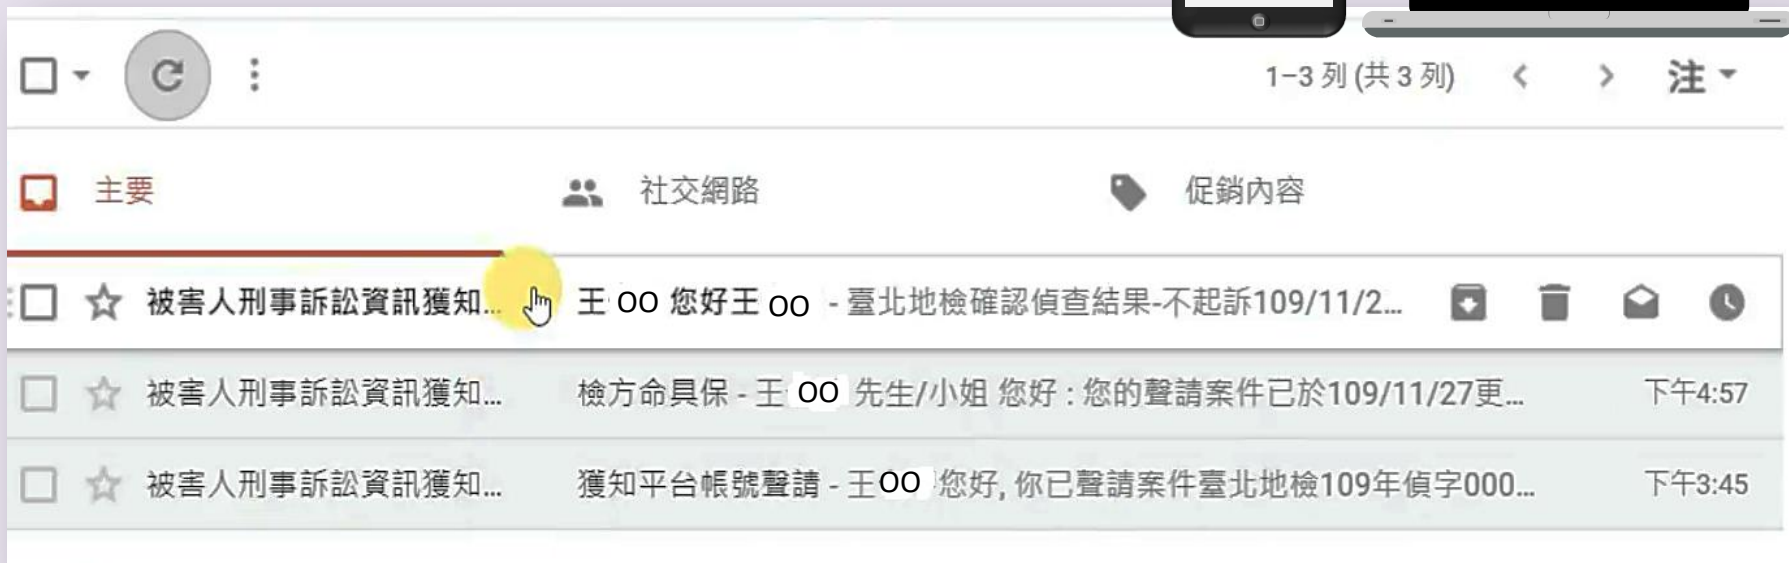 1-3 列 (共 3 列) 注
主要 社交網路 促銷內容
被害人刑事訴訟資訊獲知... 王 OO 您好王 OO - 臺北地檢確認偵查結果-不起訴109/11/2...
被害人刑事訴訟資訊獲知... 檢方命具保 - 王 OO 先生/小姐 您好 : 您的聲請案件已於109/11/27更... 下午4:57
被害人刑事訴訟資訊獲知... 獲知平台帳號聲請 - 王OO 您好, 你已聲請案件臺北地檢109年偵字000... 下午3:45